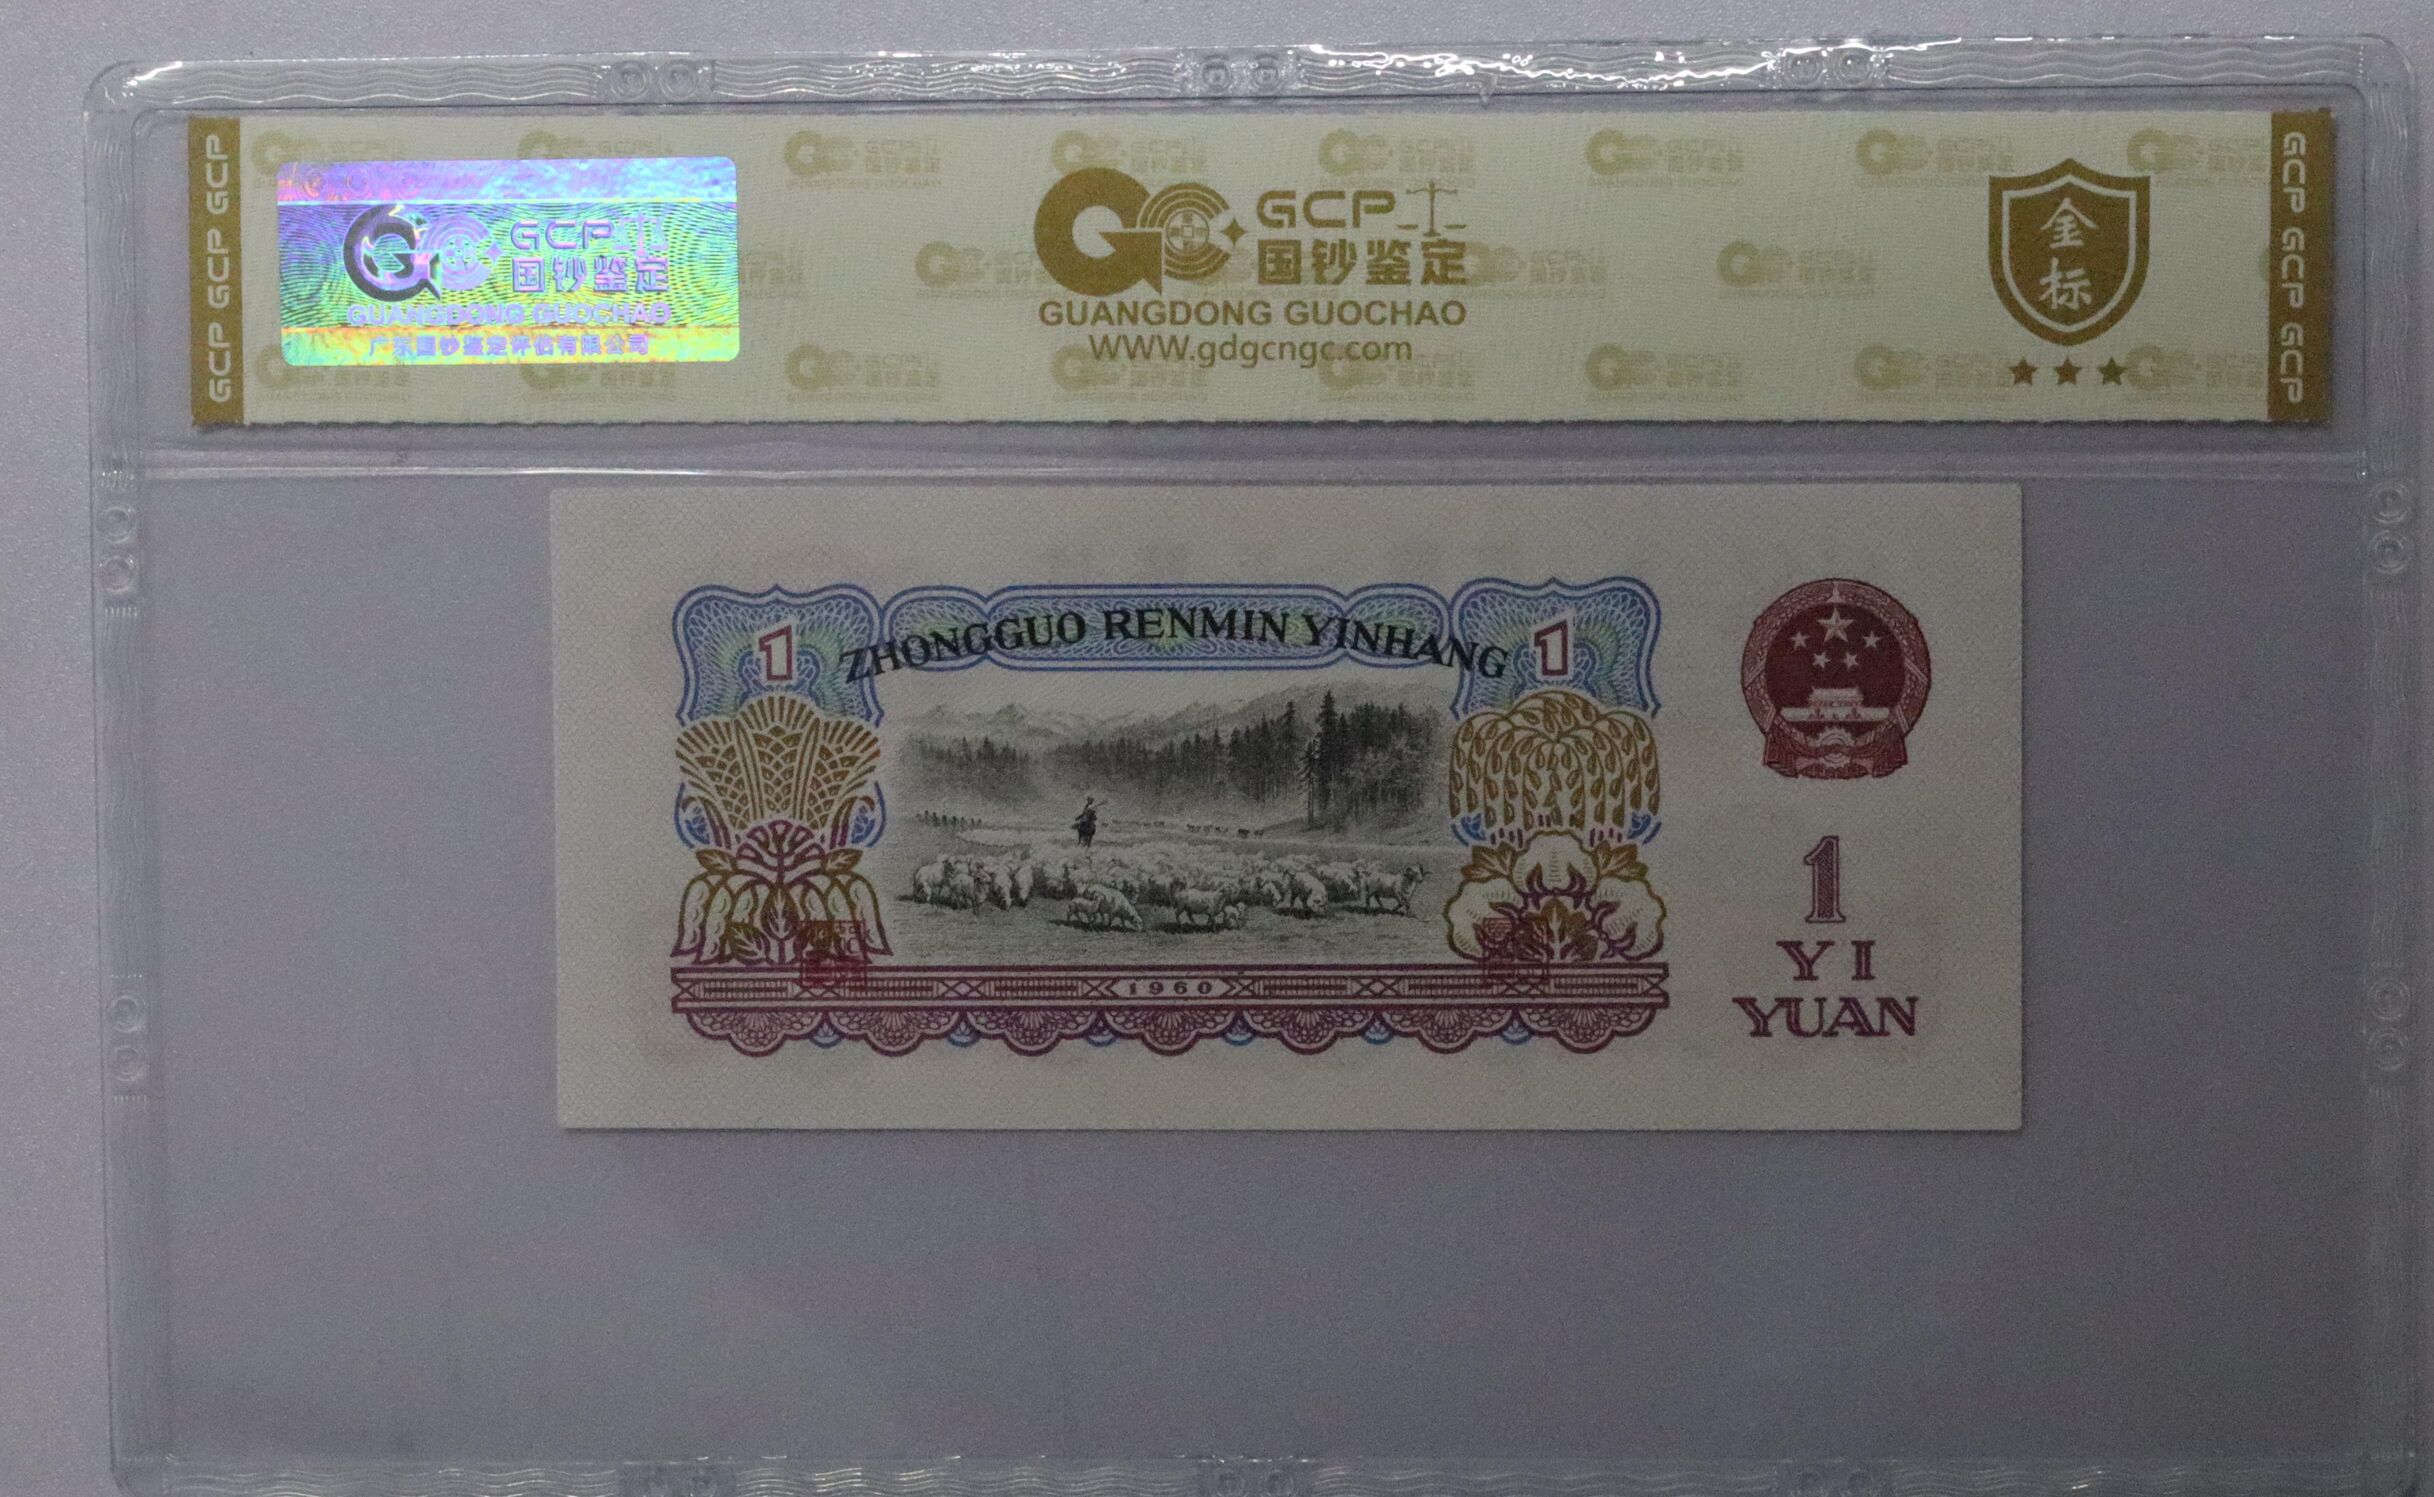 GCP GCP GCP
GCP
国钞鉴定
GUANGDONG GUOCHAO
广东国钞鉴定评估有限公司
GCP
国钞鉴定
GUANGDONG GUOCHAO
www.gdgcngc.com
金
标
GCP GCP GCP
ZHONGGUO RENMIN YINHANG
1
1
1960
1
YI
YUAN